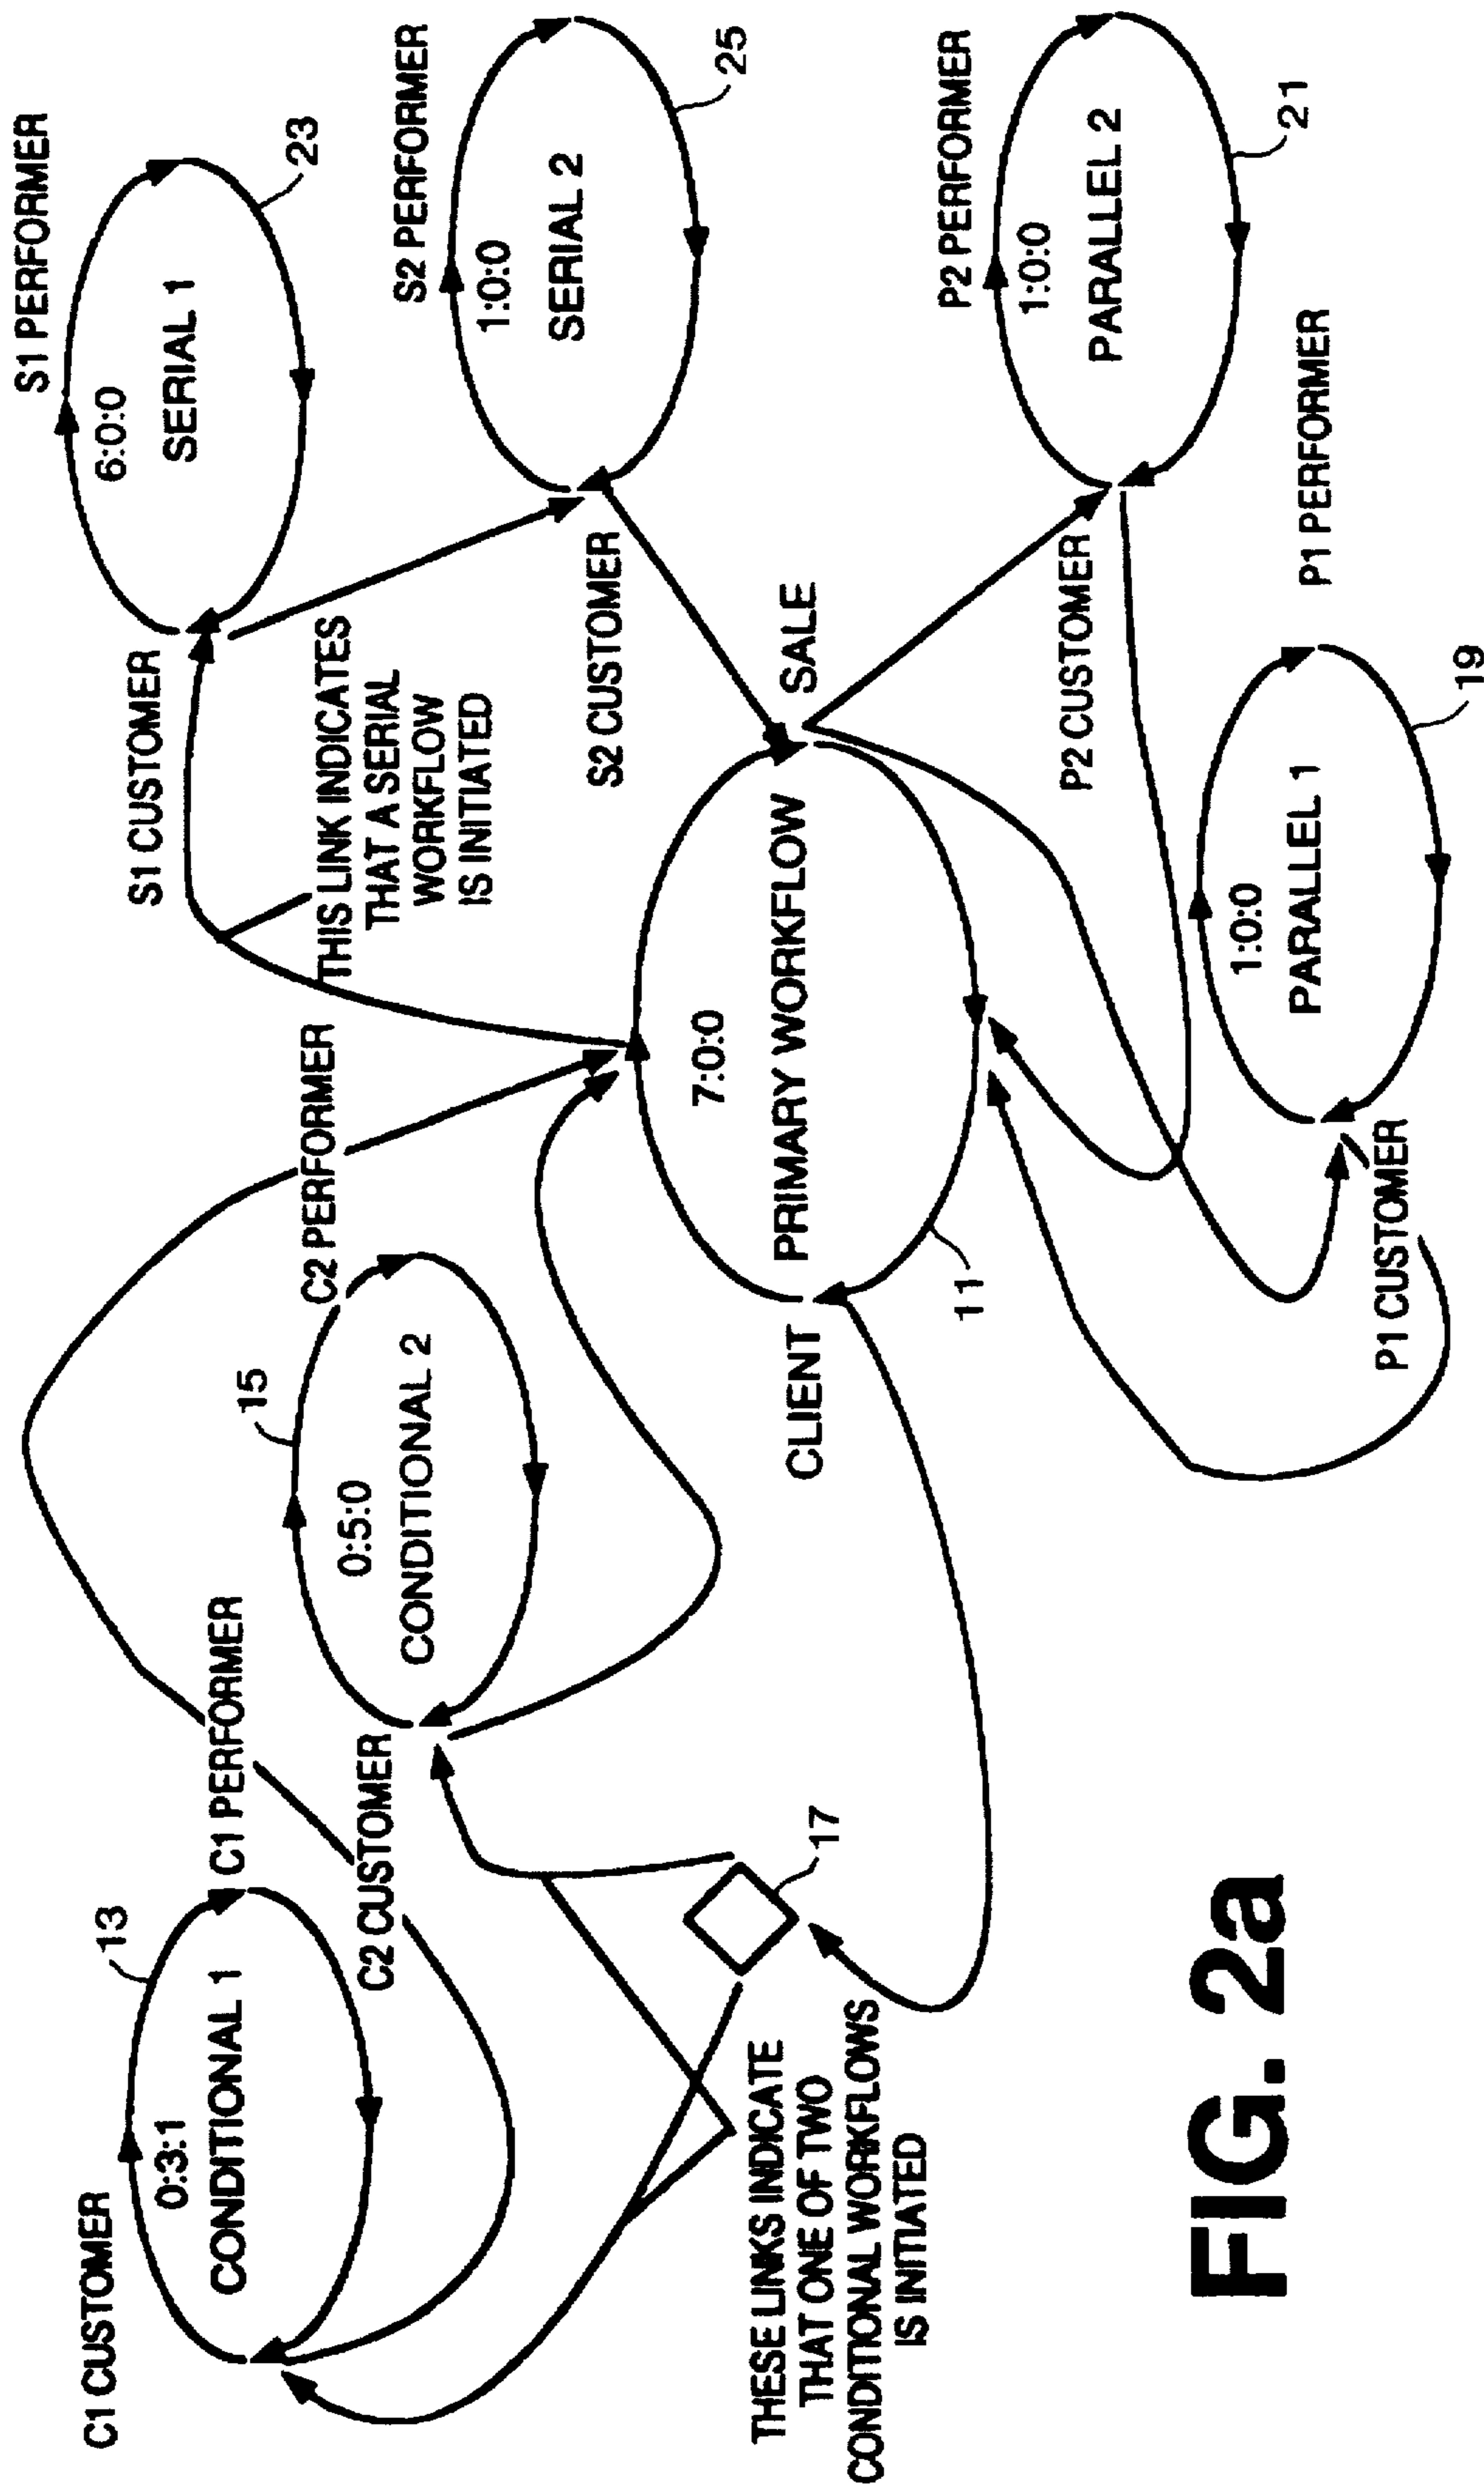 C1 CUSTOMER
13
0:3:1
CONDITIONAL 1
C1 PERFORMER
C2 CUSTOMER
15
0:5:0
CONDITIONAL 2
C2 PERFORMER
S1 CUSTOMER
S1 PERFORMER
6:0:0
SERIAL 1
23
THIS LINK INDICATES
THAT A SERIAL
WORKFLOW
IS INITIATED
S2 CUSTOMER
S2 PERFORMER
1:0:0
SERIAL 2
25
17
THESE LINKS INDICATE
THAT ONE OF TWO
CONDITIONAL WORKFLOWS
IS INITIATED
CLIENT
7:0:0
PRIMARY WORKFLOW
SALE
11
P2 CUSTOMER
P2 PERFORMER
1:0:0
PARALLEL 2
21
P1 CUSTOMER
P1 PERFORMER
1:0:0
PARALLEL 1
19
FIG. 2a